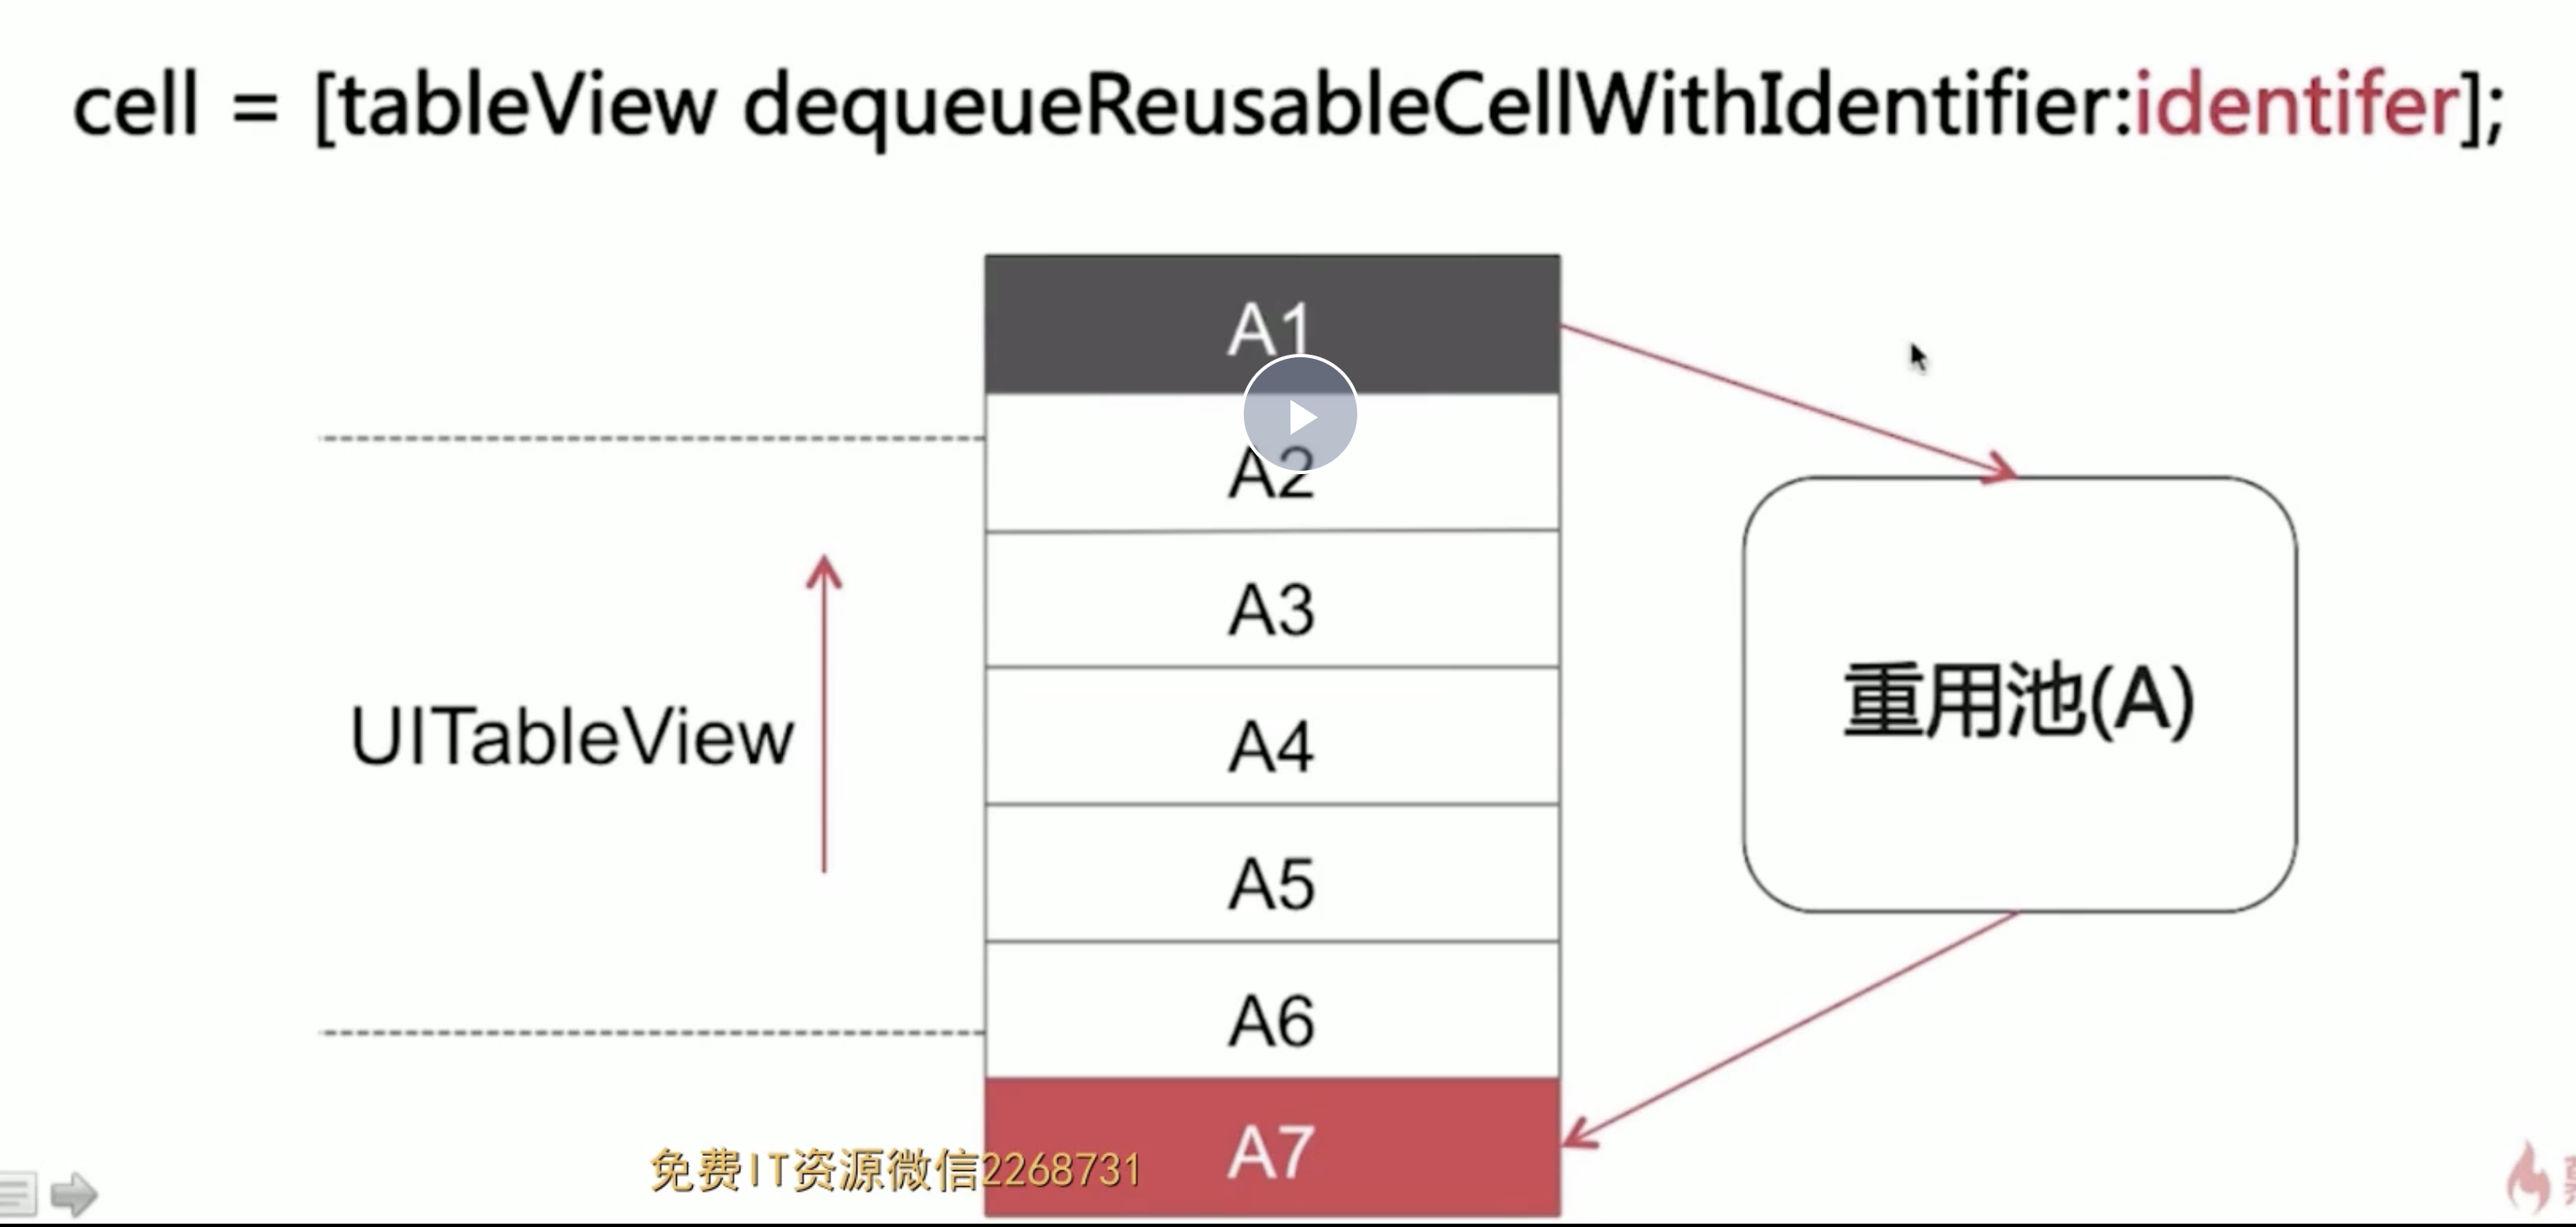 cell = [tableView dequeueReusableCellWithIdentifier:identifer];
A1
A2
A3
UITableView
A4
重用池(A)
A5
A6
A7
免费IT资源微信2268731